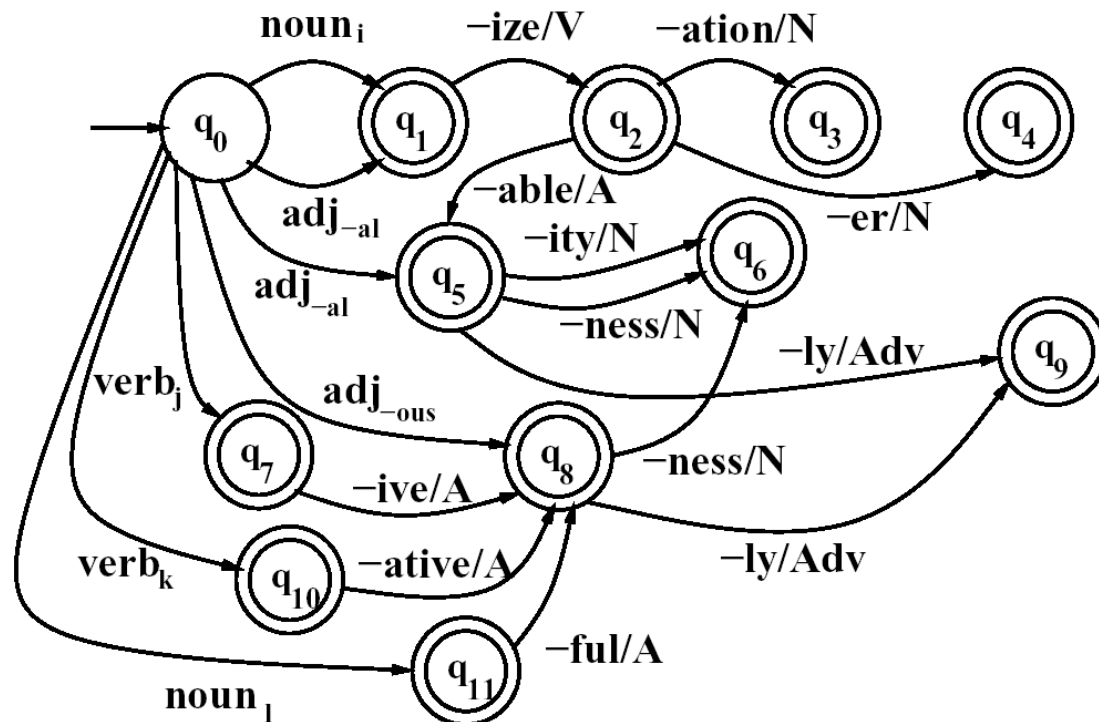 noun_i
–ize/V
–ation/N
q_0
q_1
q_2
q_3
q_4
–able/A
–er/N
adj_–al
–ity/N
q_6
adj_–al
q_5
–ness/N
–ly/Adv
q_9
verb_j
adj_–ous
q_7
q_8
–ness/N
–ive/A
–ly/Adv
verb_k
q_10
–ative/A
–ful/A
q_11
noun_l